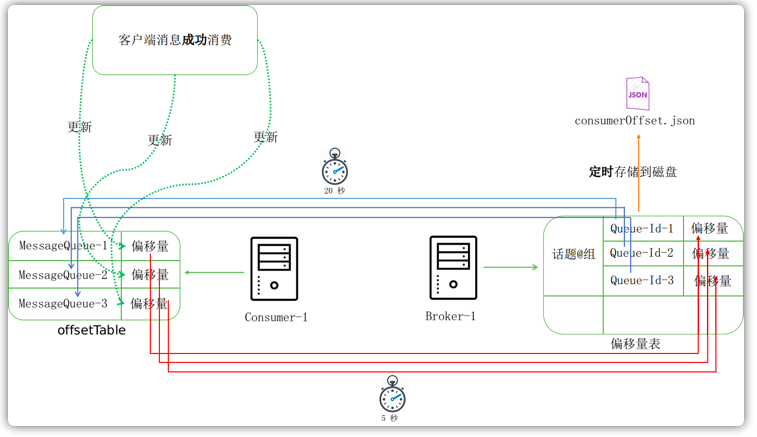 客户端消息成功消费
更新
更新
更新
JSON
consumerOffset.json
定时存储到磁盘
20 秒
MessageQueue-1 偏移量
MessageQueue-2 偏移量
MessageQueue-3 偏移量
offsetTable
Consumer-1
Broker-1
话题@组
Queue-Id-1 偏移量
Queue-Id-2 偏移量
Queue-Id-3 偏移量
偏移量表
5 秒